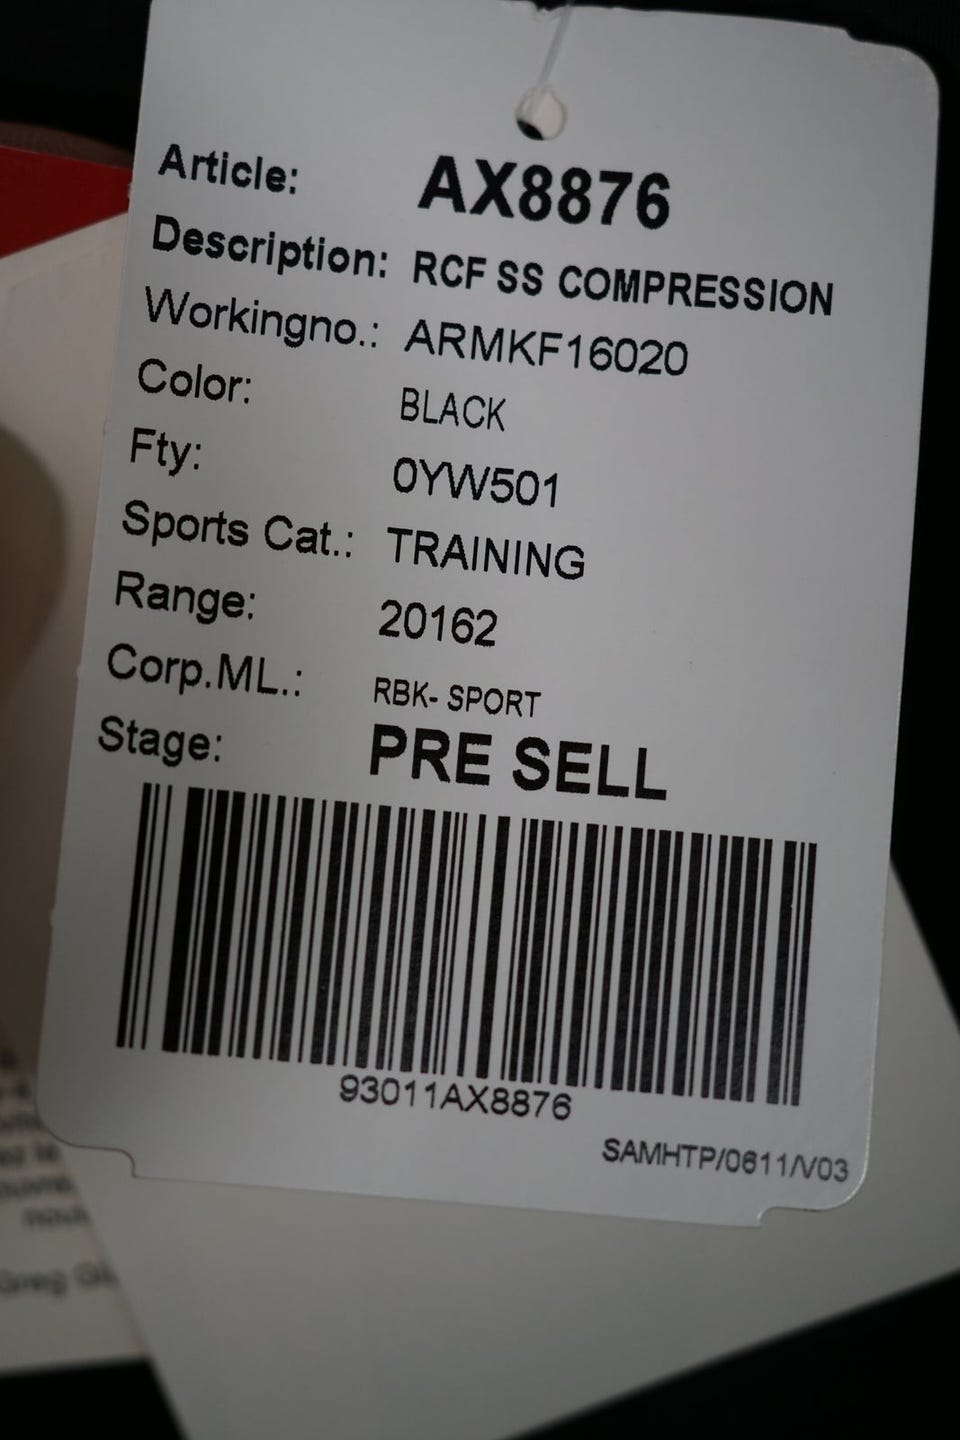 Article: AX8876
Description: RCF SS COMPRESSION
Workingno.: ARMKF16020
Color: BLACK
Fty: 0YW501
Sports Cat.: TRAINING
Range: 20162
Corp.ML.: RBK- SPORT
Stage: PRE SELL
93011AX8876
SAMHTP/0611/V03
Greg